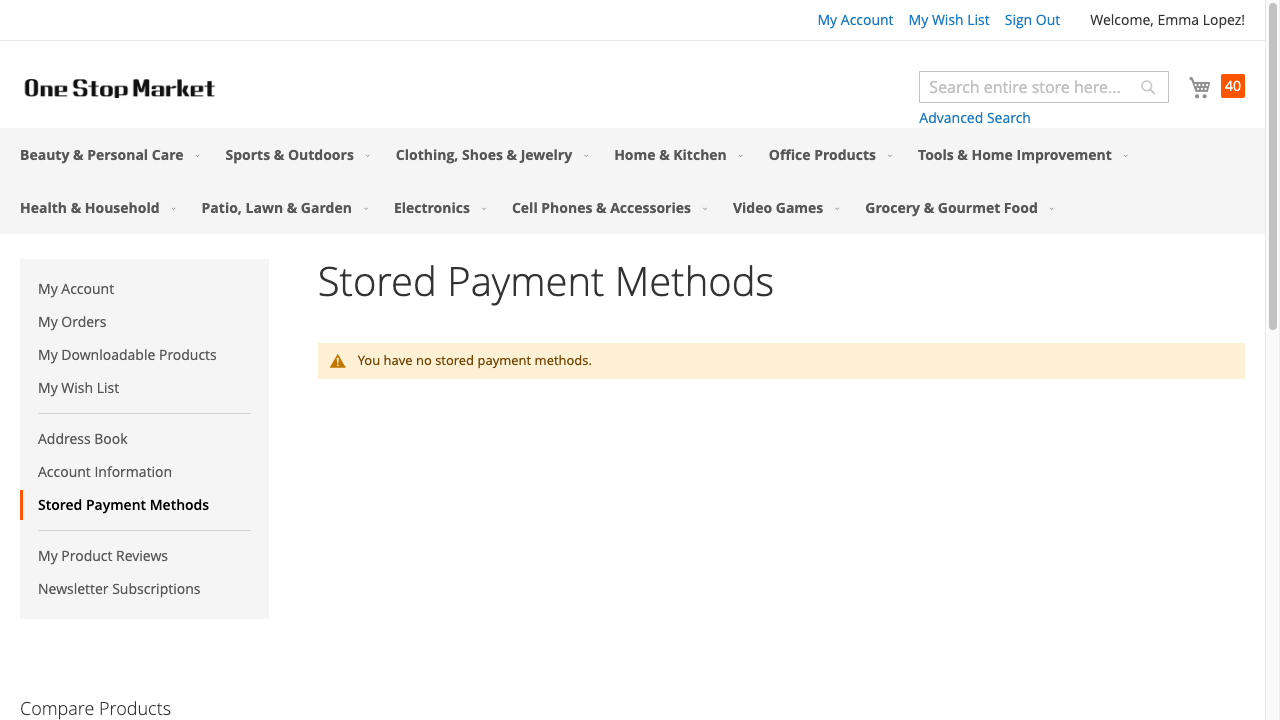 My Account My Wish List Sign Out Welcome, Emma Lopez!
One Stop Market
Search entire store here... 40
Advanced Search
Beauty & Personal Care Sports & Outdoors Clothing, Shoes & Jewelry Home & Kitchen Office Products Tools & Home Improvement
Health & Household Patio, Lawn & Garden Electronics Cell Phones & Accessories Video Games Grocery & Gourmet Food
Stored Payment Methods
You have no stored payment methods.
My Account
My Orders
My Downloadable Products
My Wish List
Address Book
Account Information
Stored Payment Methods
My Product Reviews
Newsletter Subscriptions
Compare Products